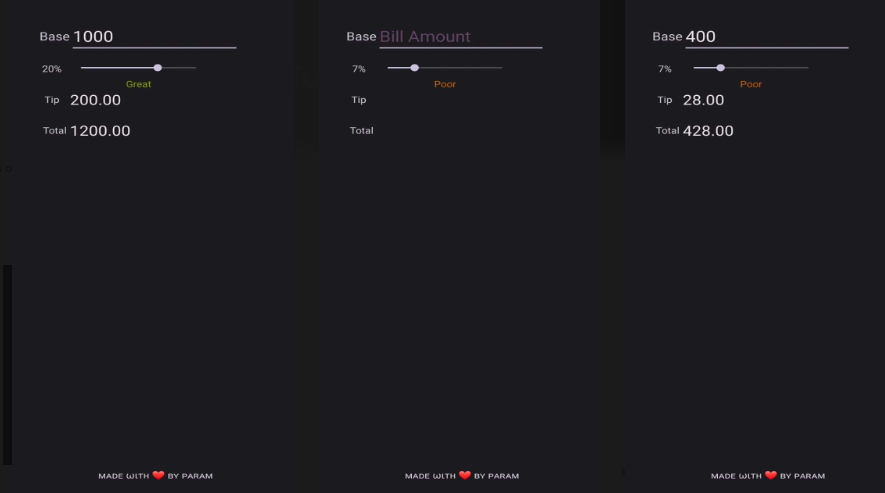 Base 1000
20%
Great
Tip 200.00
Total 1200.00
MADE WITH ❤️ BY PARAM
Base Bill Amount
7%
Poor
Tip
Total
MADE WITH ❤️ BY PARAM
Base 400
7%
Poor
Tip 28.00
Total 428.00
MADE WITH ❤️ BY PARAM